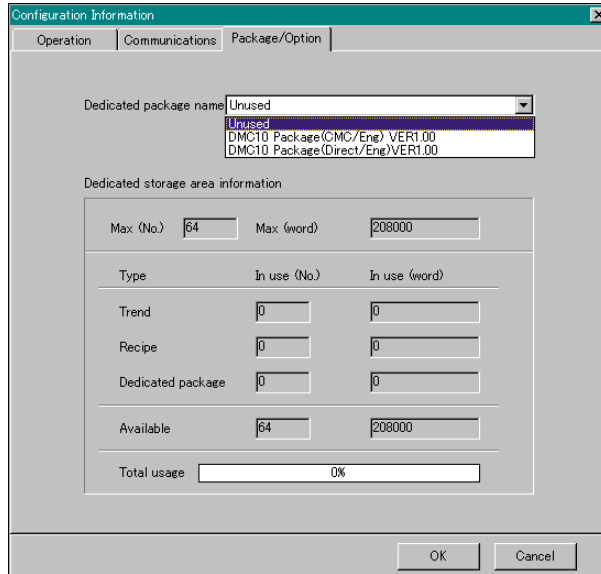 Configuration Information
Operation Communications Package/Option
Dedicated package name Unused
Unused
DMC10 Package(CMC/Eng) VER1.00
DMC10 Package(Direct/Eng)VER1.00
Dedicated storage area information
Max (No.) 64 Max (word) 208000
Type In use (No.) In use (word)
Trend 0 0
Recipe 0 0
Dedicated package 0 0
Available 64 208000
Total usage 0%
OK Cancel